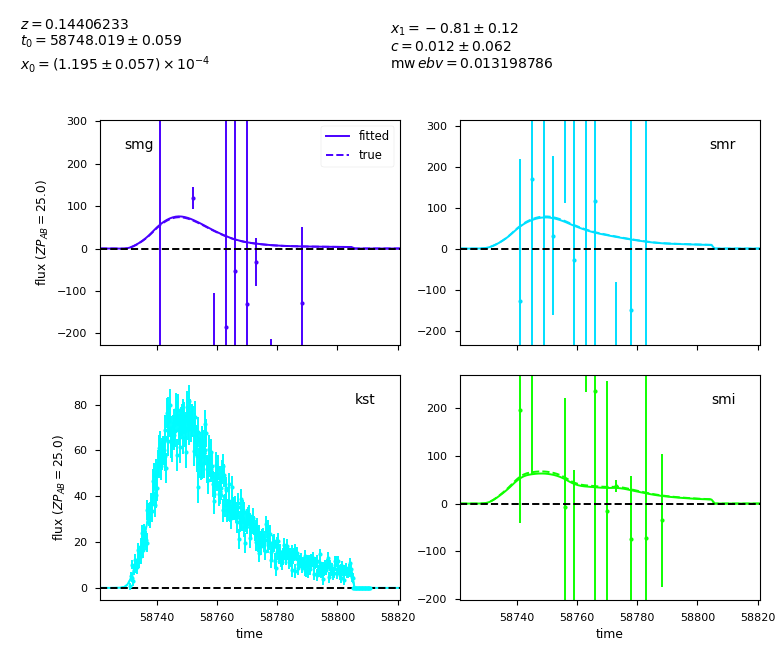 z = 0.14406233
t₀ = 58748.019 ± 0.059
x₀ = (1.195 ± 0.057) × 10⁻⁴
x₁ = −0.81 ± 0.12
c = 0.012 ± 0.062
mw ebv = 0.013198786
smg
fitted
true
300
200
100
0
−100
−200
flux (ZP_AB = 25.0)
smr
300
200
100
0
−100
−200
kst
80
60
40
20
0
flux (ZP_AB = 25.0)
58740 58760 58780 58800 58820
time
smi
200
100
0
−100
−200
58740 58760 58780 58800 58820
time